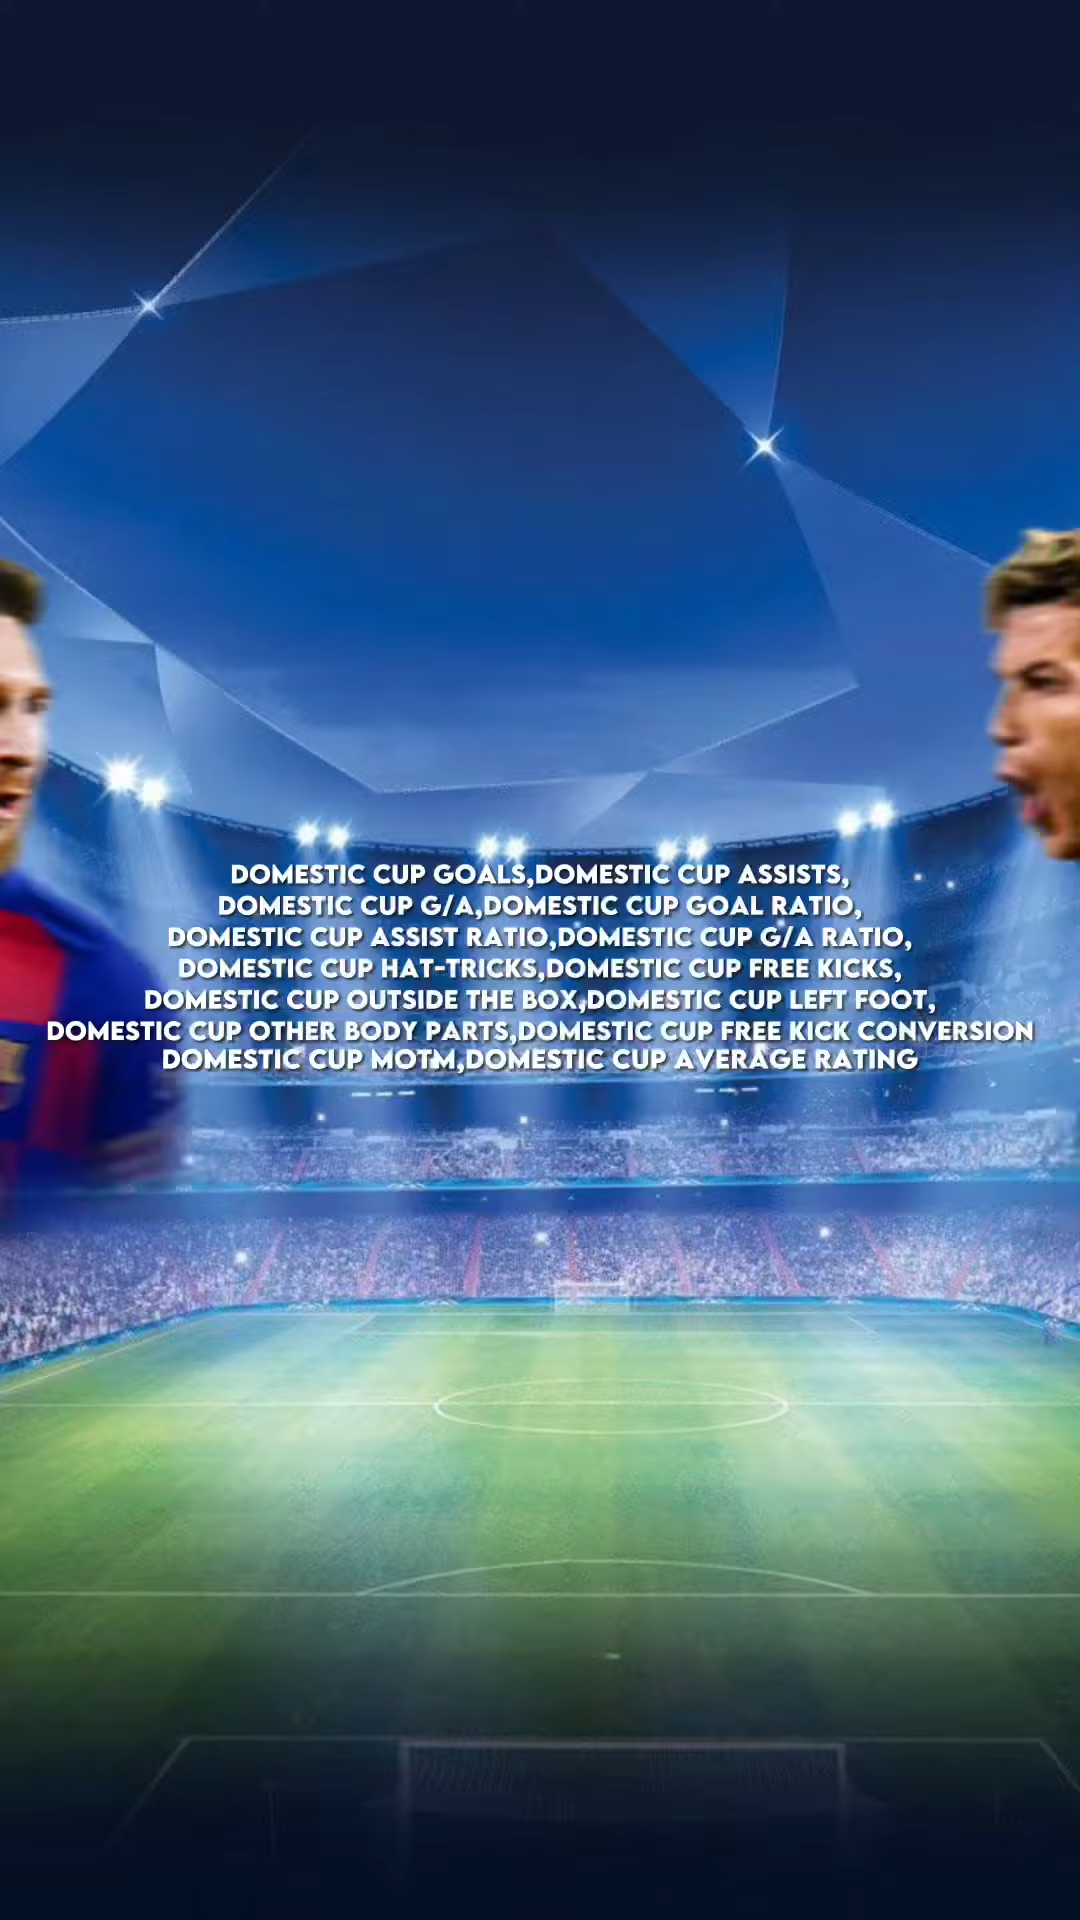 DOMESTIC CUP GOALS,DOMESTIC CUP ASSISTS,
DOMESTIC CUP G/A,DOMESTIC CUP GOAL RATIO,
DOMESTIC CUP ASSIST RATIO,DOMESTIC CUP G/A RATIO,
DOMESTIC CUP HAT-TRICKS,DOMESTIC CUP FREE KICKS,
DOMESTIC CUP OUTSIDE THE BOX,DOMESTIC CUP LEFT FOOT,
DOMESTIC CUP OTHER BODY PARTS,DOMESTIC CUP FREE KICK CONVERSION
DOMESTIC CUP MOTM,DOMESTIC CUP AVERAGE RATING